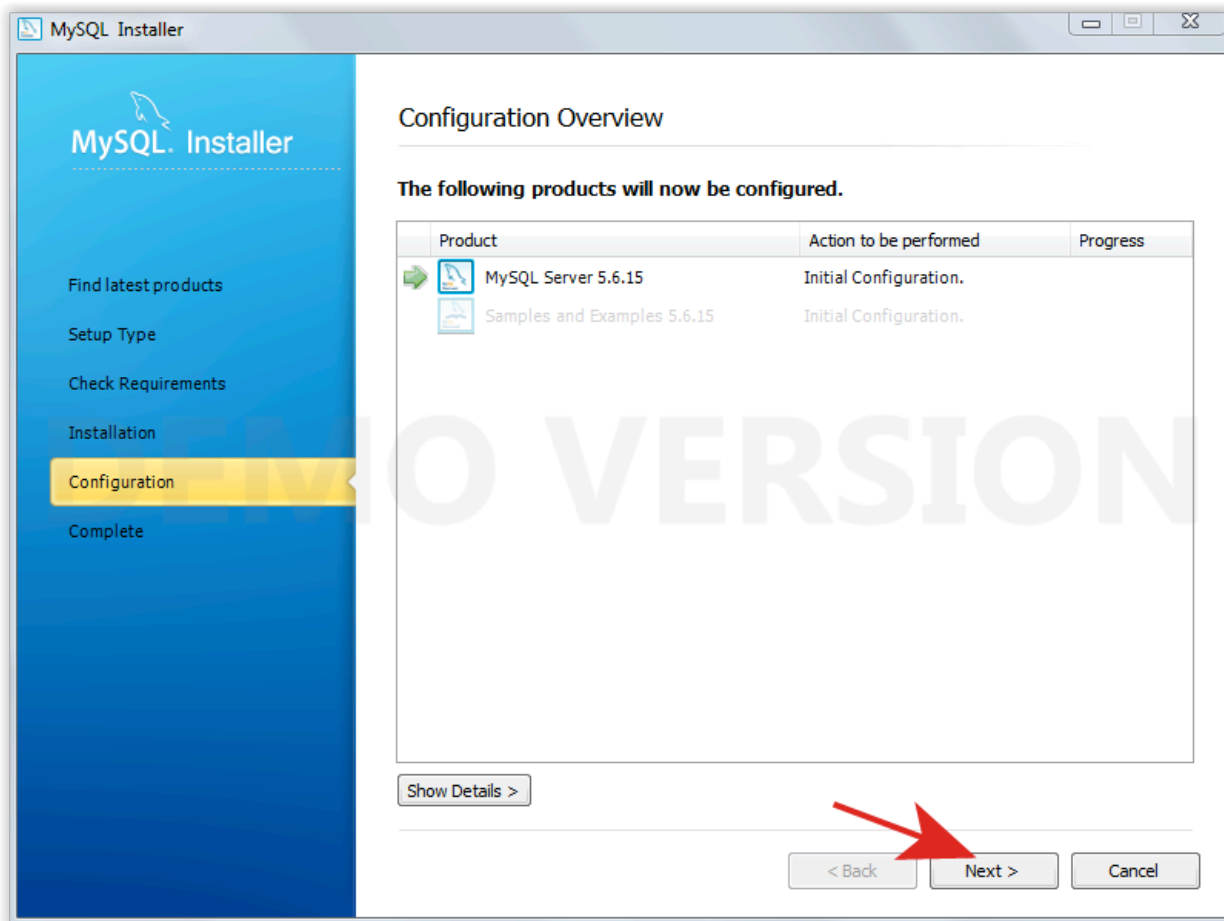 MySQL Installer
MySQL. Installer
Find latest products
Setup Type
Check Requirements
Installation
Configuration
Complete
Configuration Overview
The following products will now be configured.
Product Action to be performed Progress
MySQL Server 5.6.15 Initial Configuration.
Samples and Examples 5.6.15 Initial Configuration.
DEMO VERSION
Show Details >
< Back Next > Cancel